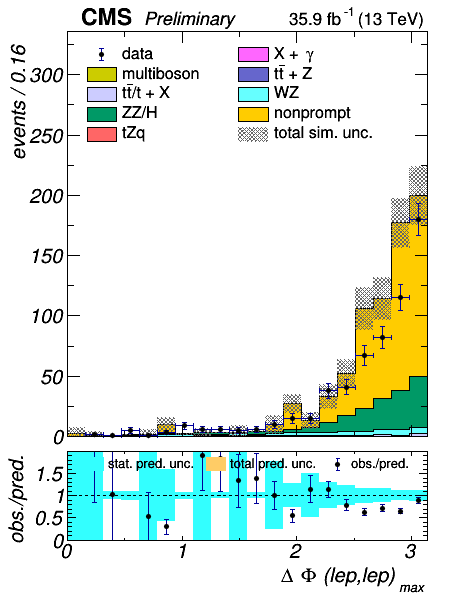 CMS Preliminary 35.9 fb⁻¹ (13 TeV)
events / 0.16
data
X + γ
multiboson
tt̄ + Z
tt̄/t + X
WZ
ZZ/H
nonprompt
tZ̄q
total sim. unc.
300
250
200
150
100
50
0
obs./pred.
stat. pred. unc. total pred. unc. obs./pred.
1.5
1
0.5
0
0 1 2 3
Δ Φ (lep,lep) max